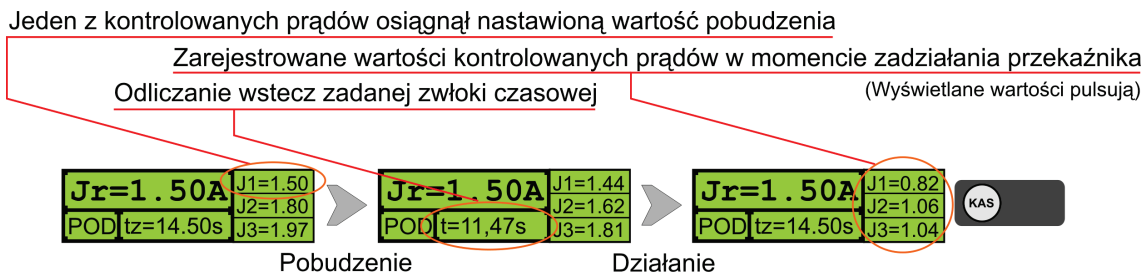 Jeden z kontrolowanych prądów osiągnął nastawioną wartość pobudzenia
Zarejestrowane wartości kontrolowanych prądów w momencie zadziałania przekaźnika
(Wyświetlane wartości pulsują)
Odliczanie wstecz zadanej zwłoki czasowej
Jr=1.50A
J1=1.50
J2=1.80
POD
tz=14.50s
J3=1.97
Jr=1.50A
J1=1.44
J2=1.62
POD
t=11,47s
J3=1.81
Jr=1.50A
J1=0.82
J2=1.06
POD
tz=14.50s
J3=1.04
KAS
Pobudzenie
Działanie